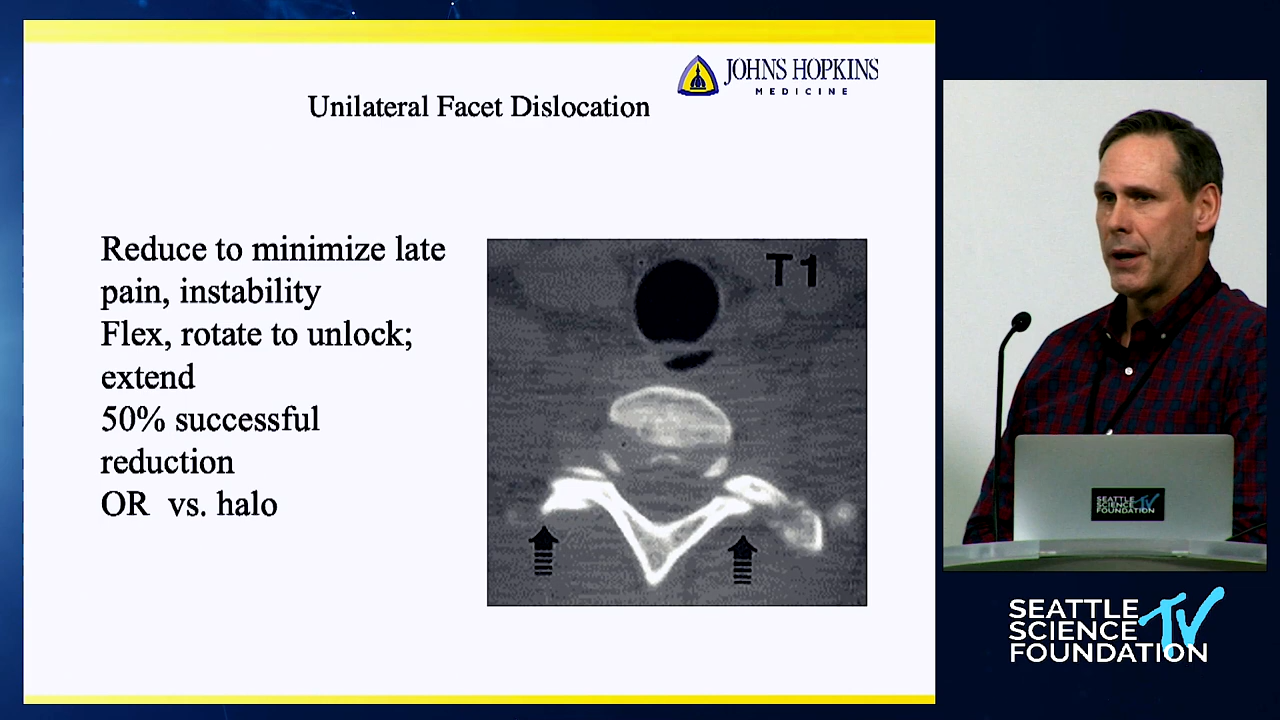 JOHNS HOPKINS
MEDICINE
Unilateral Facet Dislocation
Reduce to minimize late
pain, instability
Flex, rotate to unlock;
extend
50% successful
reduction
OR vs. halo
T1
SEATTLE
SCIENCE
FOUNDATION
TV
SEATTLE
SCIENCE
FOUNDATION
TV